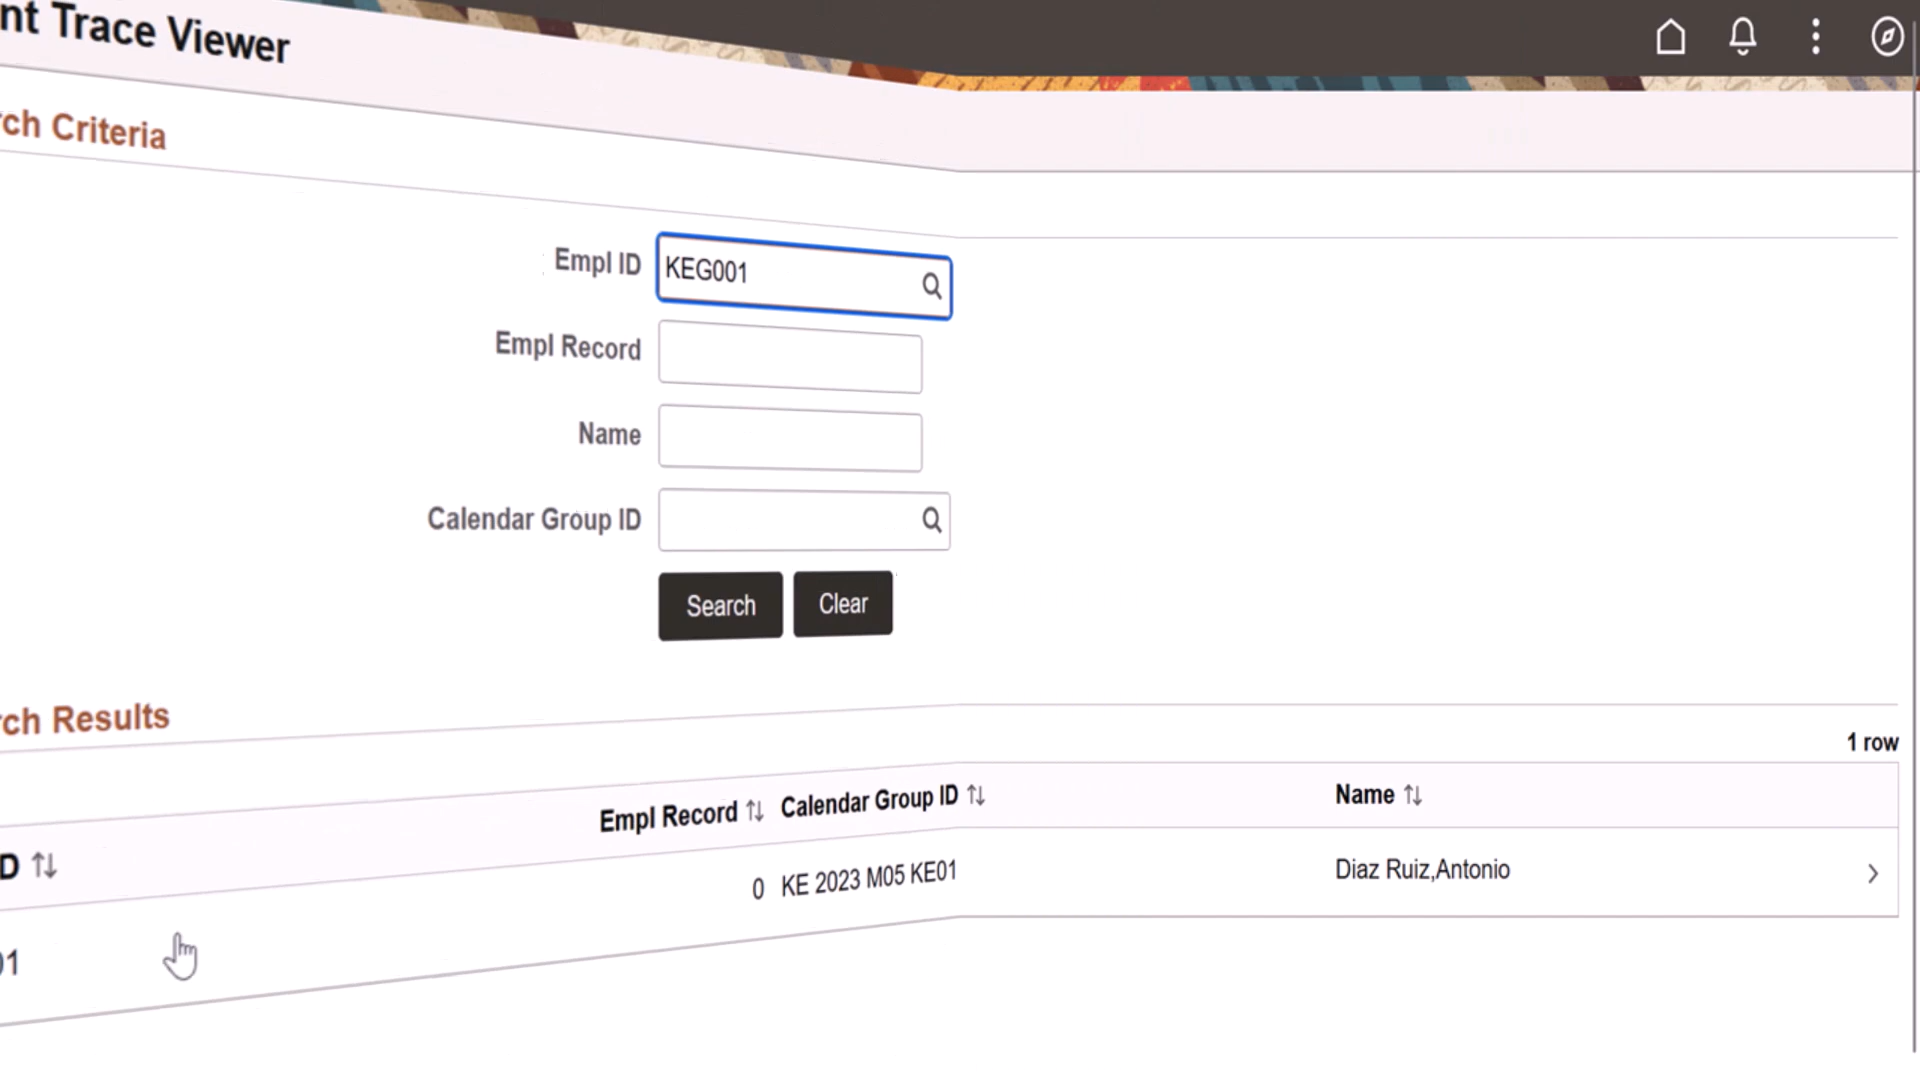 nt Trace Viewer
rch Criteria
Empl ID KEG001
Empl Record
Name
Calendar Group ID
Search Clear
rch Results
1 row
D Empl Record Calendar Group ID Name
01 0 KE 2023 M05 KE01 Diaz Ruiz,Antonio